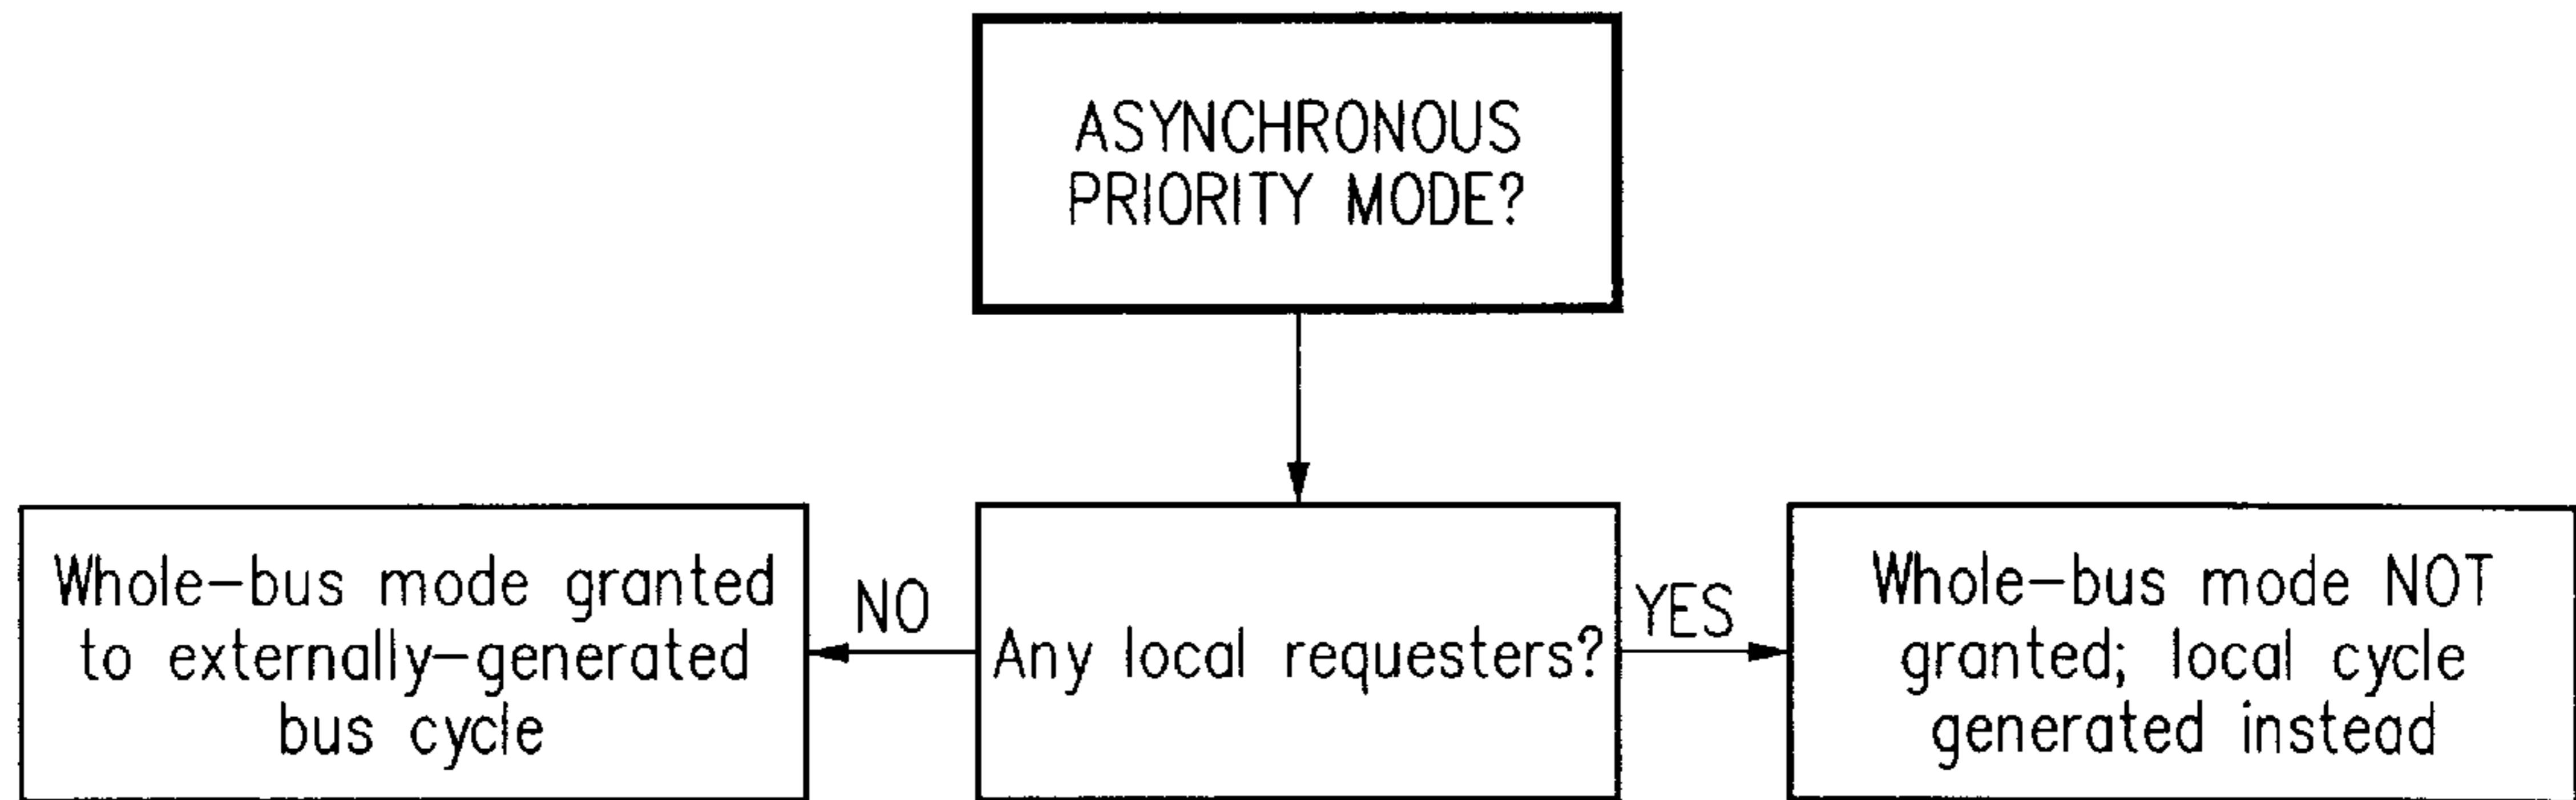 ASYNCHRONOUS
PRIORITY MODE?
Whole-bus mode granted
to externally-generated
bus cycle
NO
Any local requesters?
YES
Whole-bus mode NOT
granted; local cycle
generated instead